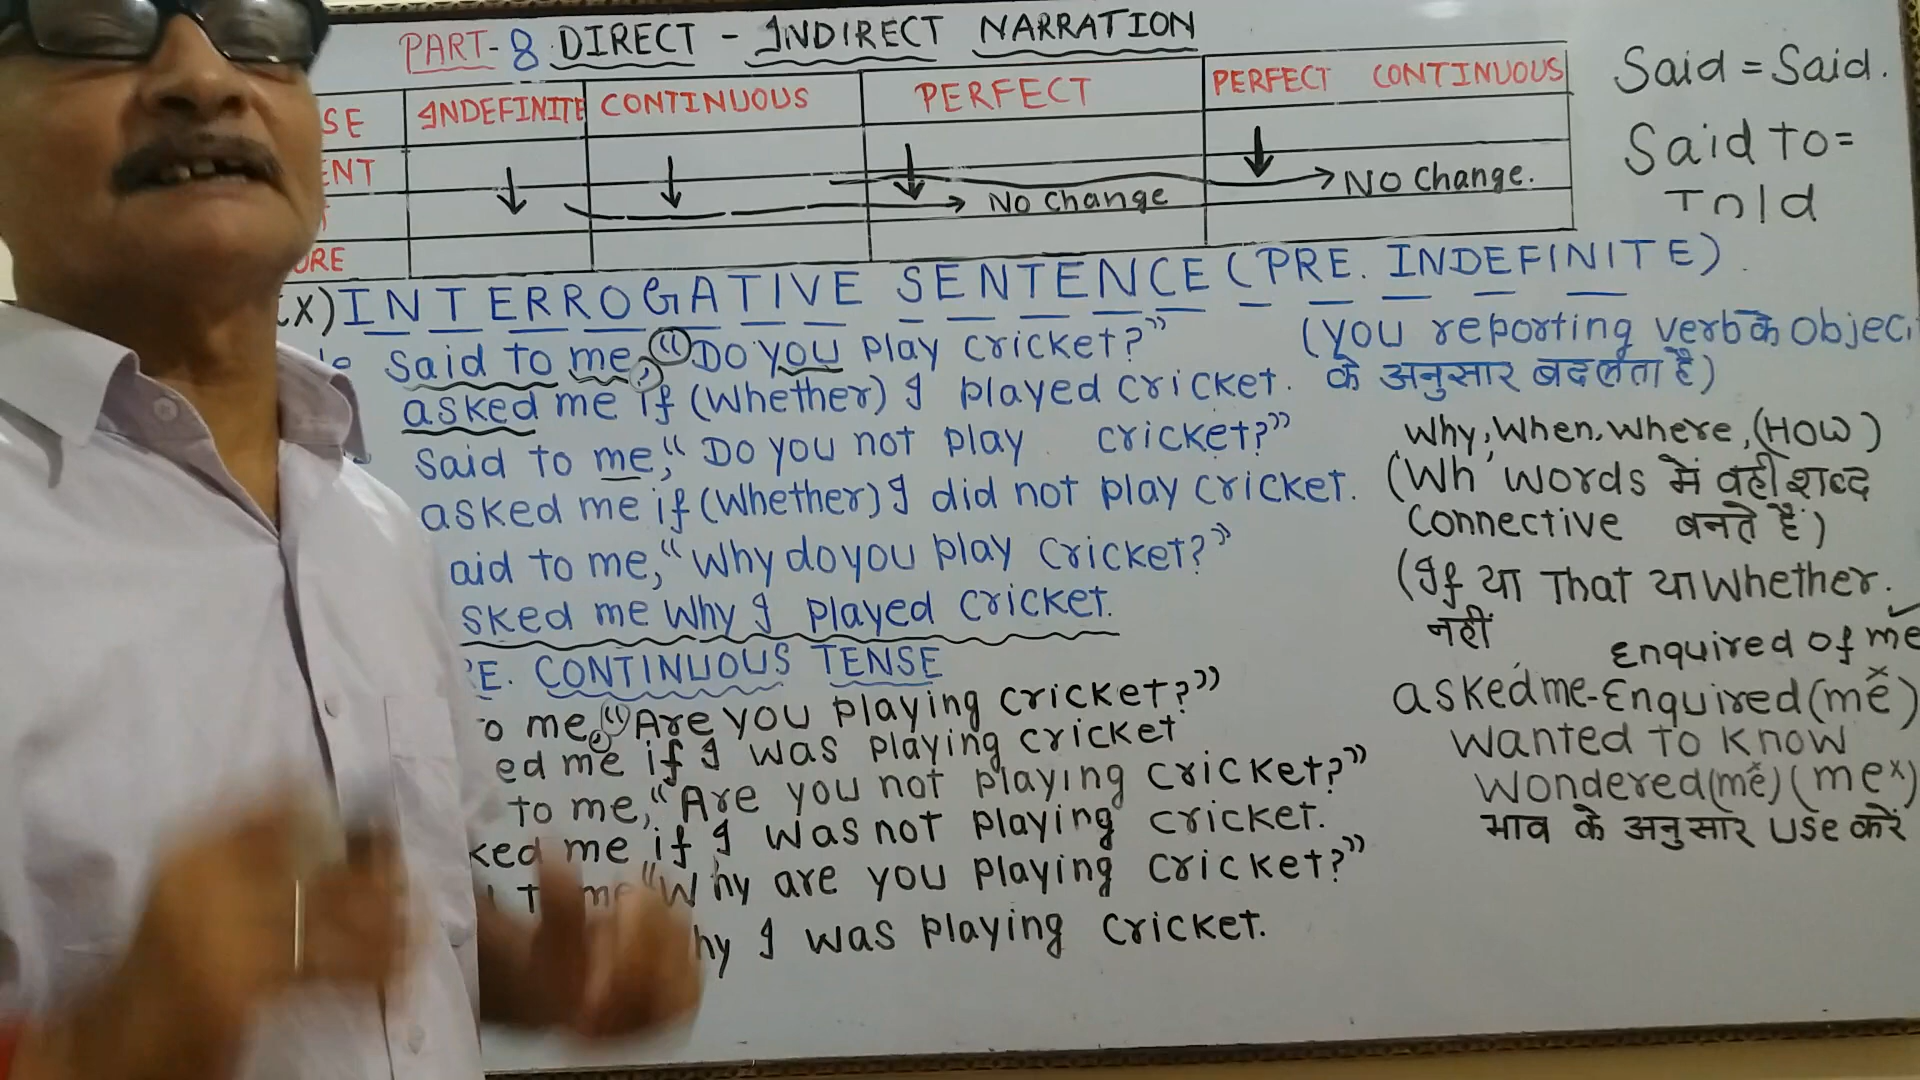 PART-8 DIRECT - INDIRECT NARRATION
SE INDEFINITE CONTINUOUS PERFECT PERFECT CONTINUOUS
ENT → No Change.
→ No Change
URE
Said = Said.
Said To =
Told
(X) INTERROGATIVE SENTENCE (PRE. INDEFINITE).
Said to me, "Do you play cricket?"
asked me if (Whether) I played cricket.
Said to me, "Do you not play cricket?"
asked me if (Whether) I did not play cricket.
aid to me, "Why do you play cricket?"
sked me Why I played cricket.
E. CONTINUOUS TENSE
o me, "Are you playing cricket?"
ed me if I was playing cricket
to me, "Are you not playing cricket?"
ked me if I was not playing cricket.
me "Why are you playing cricket?"
hy I was playing cricket.
(You reporting verb के Objec
के अनुसार बदलता है)
Why, When, Where, (HOW)
(Wh' Words में वही शब्द
Connective बनते हैं)
(If या That या Whether.
नहीं
Enquired of me
asked me - Enquired (me x)
Wanted to know
Wondered (me x) (me x)
भाव के अनुसार use करें